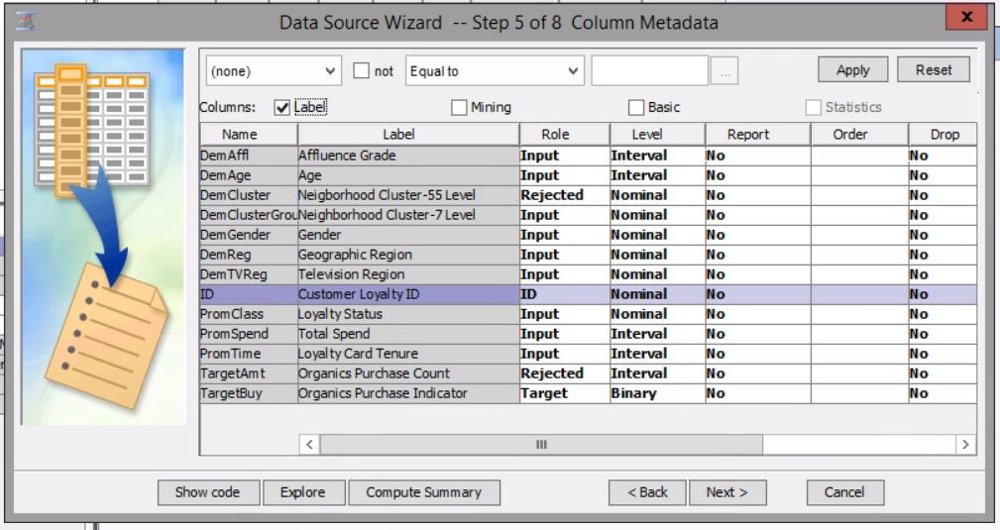 Data Source Wizard -- Step 5 of 8 Column Metadata
x
(none) not Equal to ... Apply Reset
Columns: Label Mining Basic Statistics
Name Label Role Level Report Order Drop
DemAffl Affluence Grade Input Interval No No
DemAge Age Input Interval No No
DemCluster Neigborhood Cluster-55 Level Rejected Nominal No No
DemClusterGrou Neighborhood Cluster-7 Level Input Nominal No No
DemGender Gender Input Nominal No No
DemReg Geographic Region Input Nominal No No
DemTVReg Television Region Input Nominal No No
ID Customer Loyalty ID ID Nominal No No
PromClass Loyalty Status Input Nominal No No
PromSpend Total Spend Input Interval No No
PromTime Loyalty Card Tenure Input Interval No No
TargetAmt Organics Purchase Count Rejected Interval No No
TargetBuy Organics Purchase Indicator Target Binary No No
Show code Explore Compute Summary < Back Next > Cancel